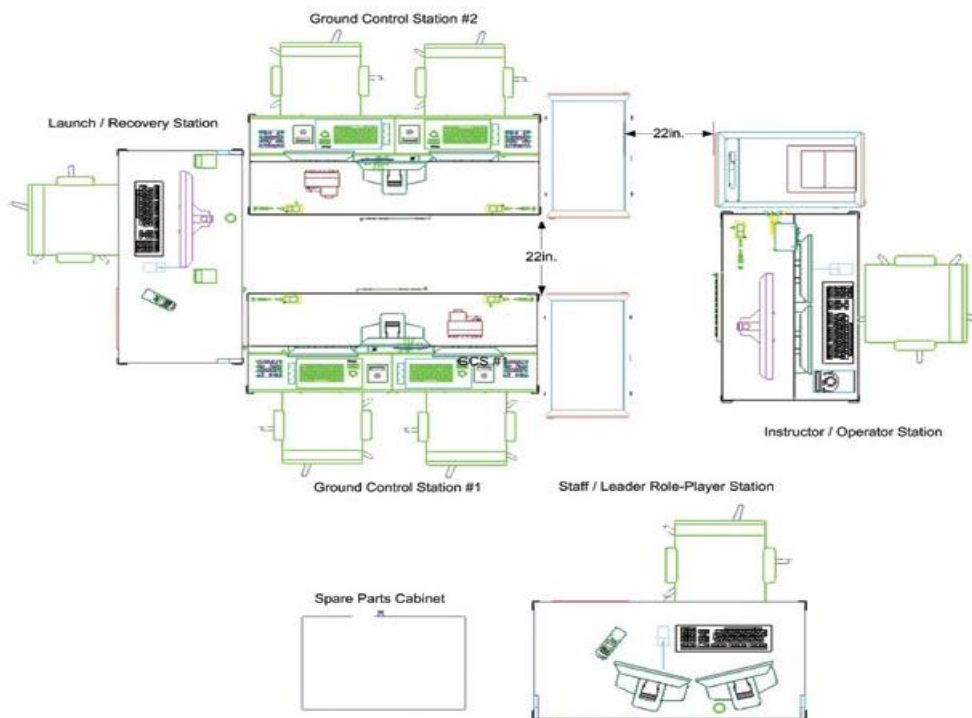 Ground Control Station #2
Launch / Recovery Station
22in.
22in.
GCS #1
Instructor / Operator Station
Ground Control Station #1
Staff / Leader Role-Player Station
Spare Parts Cabinet